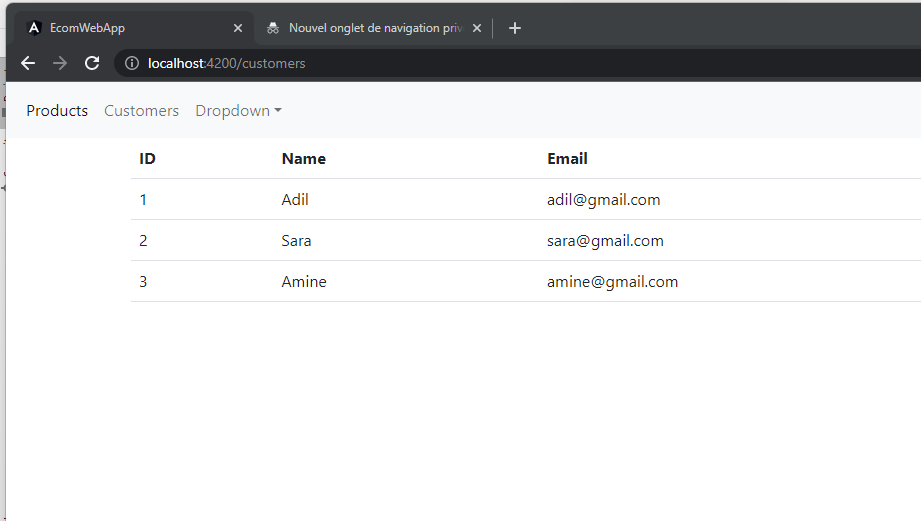 EcomWebApp Nouvel onglet de navigation priv
localhost:4200/customers
Products Customers Dropdown
ID Name Email
1 Adil adil@gmail.com
2 Sara sara@gmail.com
3 Amine amine@gmail.com